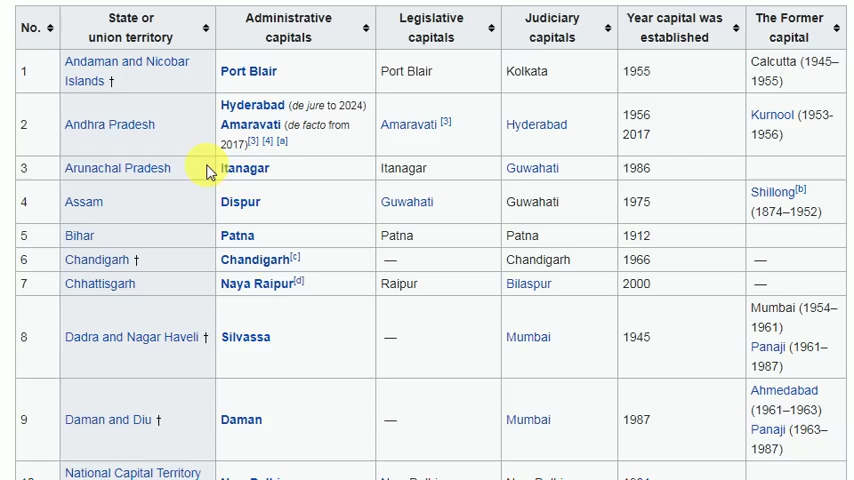 No. State or union territory Administrative capitals Legislative capitals Judiciary capitals Year capital was established The Former capital
1 Andaman and Nicobar Islands † Port Blair Port Blair Kolkata 1955 Calcutta (1945–1955)
2 Andhra Pradesh Hyderabad (de jure to 2024) Amaravati (de facto from 2017)[3] [4] [a] Amaravati [3] Hyderabad 1956 2017 Kurnool (1953-1956)
3 Arunachal Pradesh Itanagar Itanagar Guwahati 1986
4 Assam Dispur Guwahati Guwahati 1975 Shillong[b] (1874–1952)
5 Bihar Patna Patna Patna 1912
6 Chandigarh † Chandigarh[c] — Chandigarh 1966 —
7 Chhattisgarh Naya Raipur[d] Raipur Bilaspur 2000 —
8 Dadra and Nagar Haveli † Silvassa — Mumbai 1945 Mumbai (1954–1961) Panaji (1961–1987)
9 Daman and Diu † Daman — Mumbai 1987 Ahmedabad (1961–1963) Panaji (1963–1987)
National Capital Territory